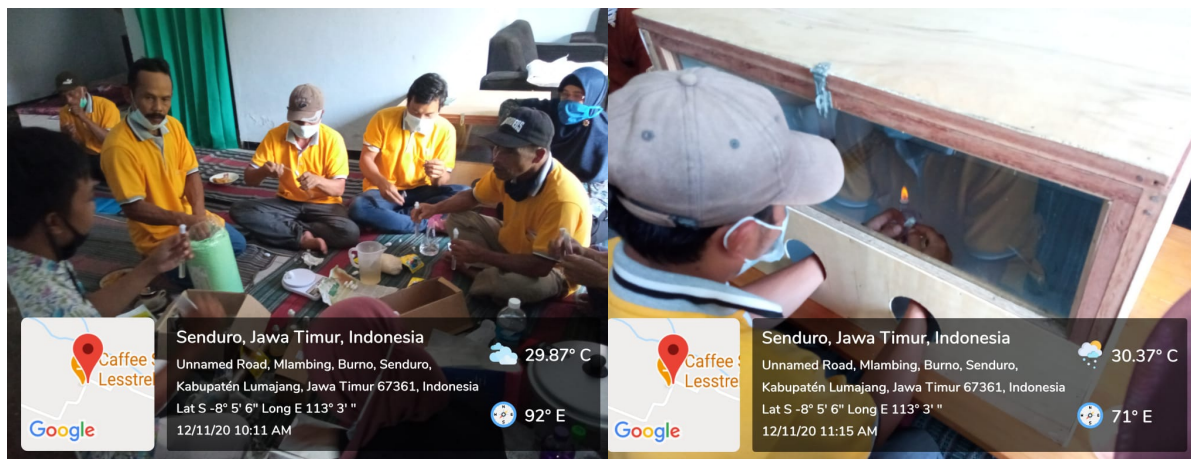 Senduro, Jawa Timur, Indonesia
Unnamed Road, Mlambing, Burno, Senduro,
Kabupatén Lumajang, Jawa Timur 67361, Indonesia
Lat S -8° 5' 6" Long E 113° 3' "
12/11/20 10:11 AM
29.87° C
92° E
Caffee S
Lesstre
Google
Senduro, Jawa Timur, Indonesia
Unnamed Road, Mlambing, Burno, Senduro,
Kabupatén Lumajang, Jawa Timur 67361, Indonesia
Lat S -8° 5' 6" Long E 113° 3' "
12/11/20 11:15 AM
30.37° C
71° E
Caffee S
Lesstrel
Google